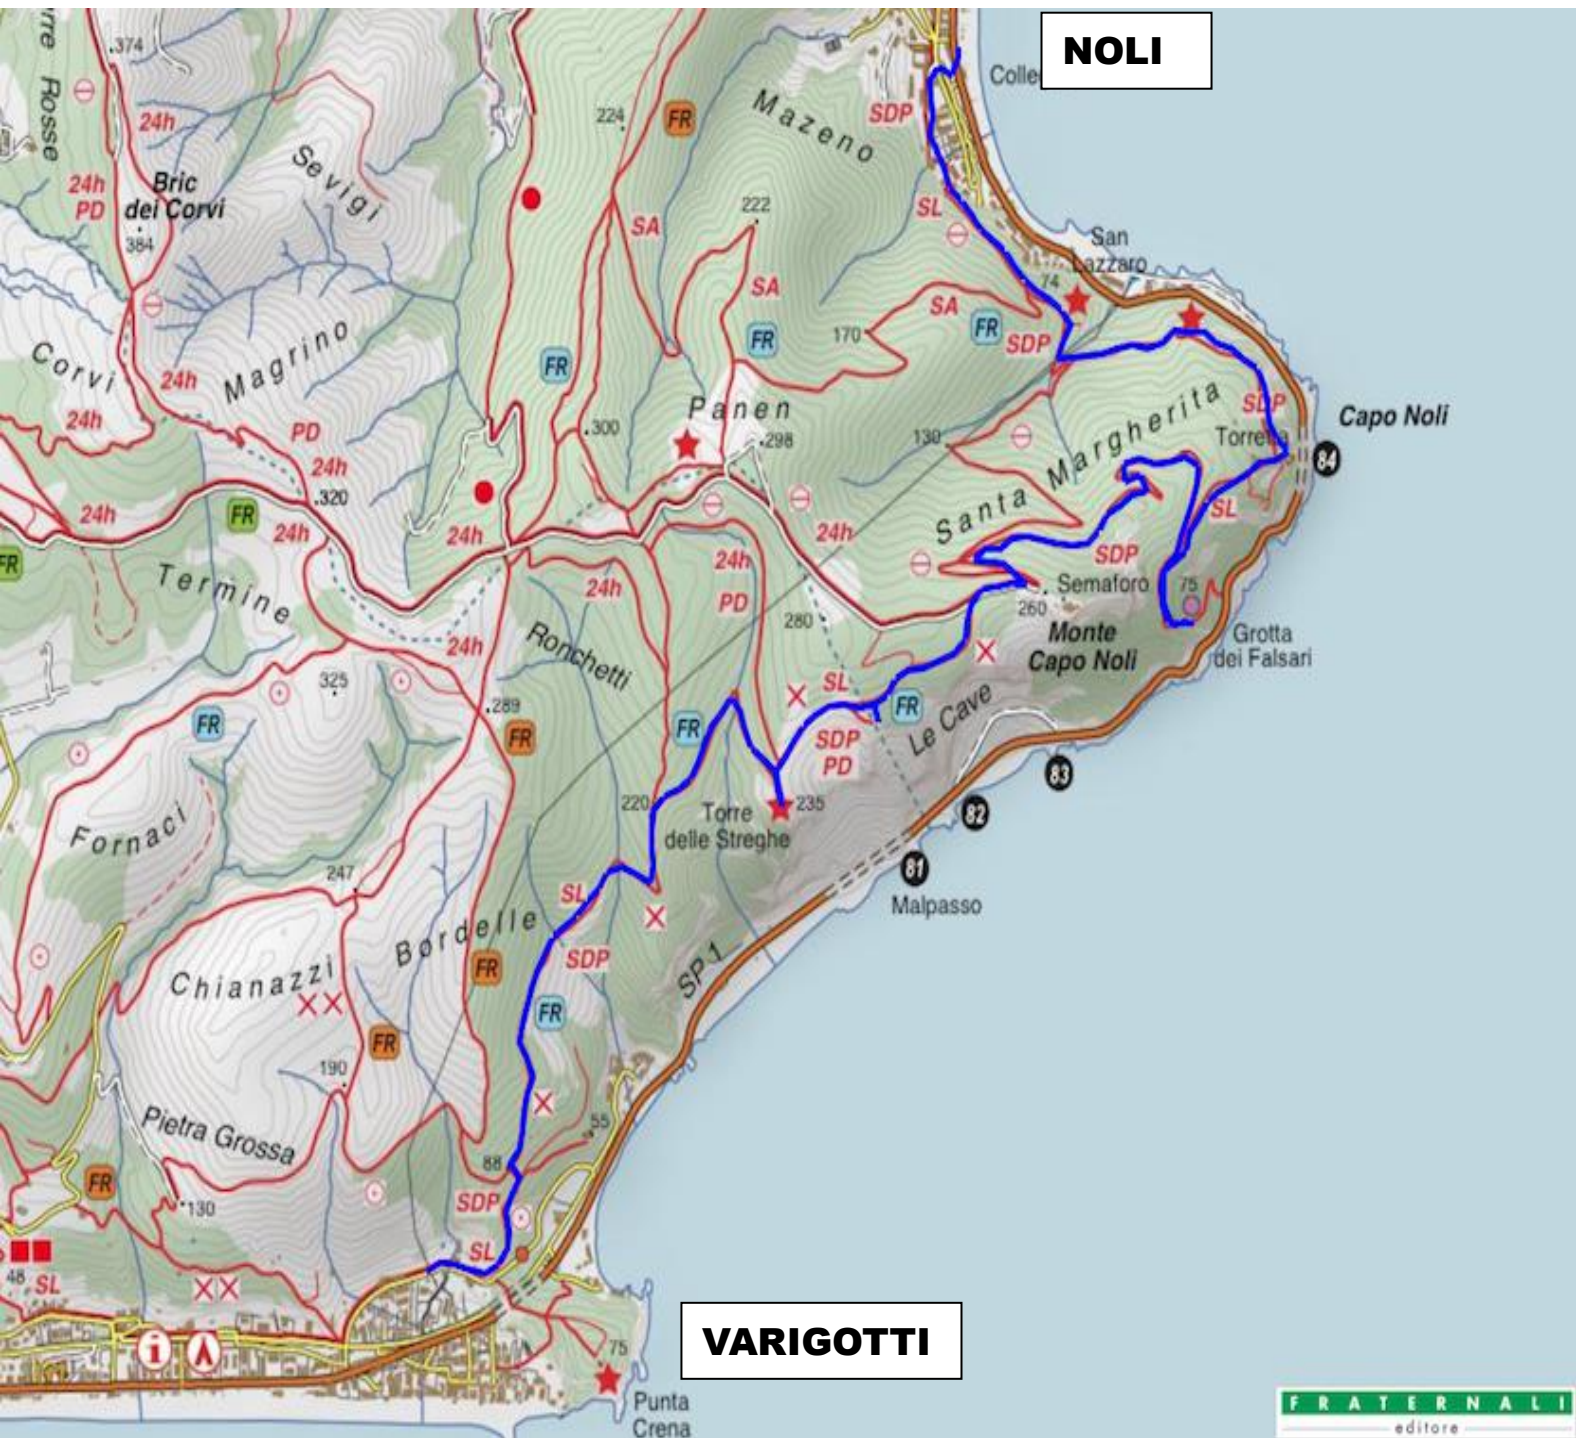 NOLI
374
rre Rosse
24h
224
FR
Mazeno
SDP
Sevigi
24h
PD
Bric
dei Corvi
384
SA
222
SL
San
Lazzaro
74
SA
SA
170
FR
SDP
FR
FR
Corvi
Magrino
24h
24h
PD
24h
Panen
300
298
130
Santa Margherita
SDP
Torretta
Capo Noli
84
320
FR
24h
24h
24h
24h
SL
FR
Termine
24h
24h
PD
SDP
Semaforo
260
75
280
Monte
Capo Noli
Grotta
dei Falsari
Ronchetti
24h
325
289
FR
FR
FR
SL
FR
SDP
PD
Le Cave
83
82
81
Malpasso
Fornaci
220
Torre
delle Streghe
235
247
SL
Bordelle
FR
SDP
SP 1
Chianazzi
FR
FR
190
Pietra Grossa
55
88
FR
130
SDP
SL
48
SL
VARIGOTTI
75
Punta
Crena
FRATERNALI
editore